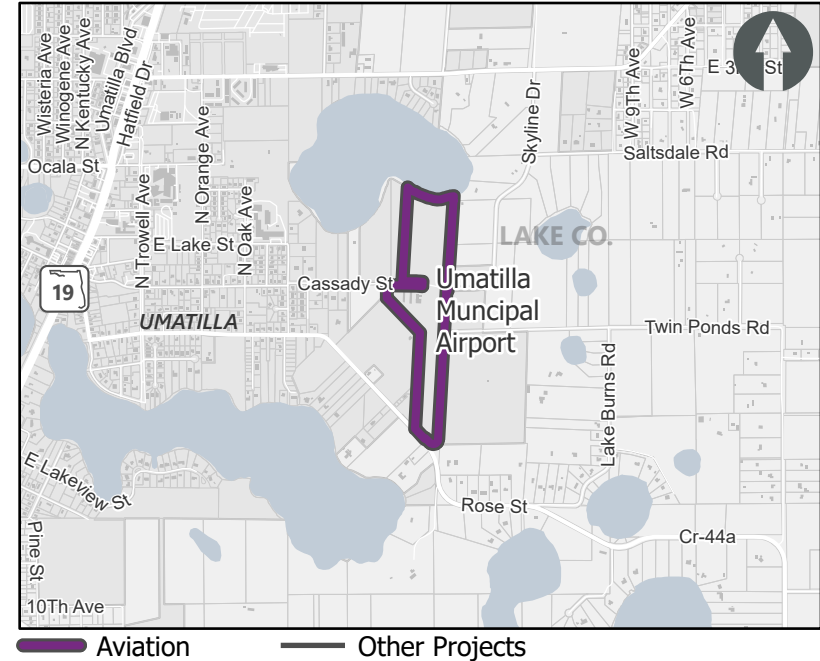 Wisteria Ave
Winogene Ave
N Kentucky Ave
Umatilla Blvd
Hatfield Dr
W 9Th Ave
W 6Th Ave
E 3 St
Skyline Dr
Saltsdale Rd
Ocala St
N Trowell Ave
N Orange Ave
N Oak Ave
E Lake St
LAKE CO.
19
Cassady St
Umatilla
Muncipal
Airport
UMATILLA
Twin Ponds Rd
Lake Burns Rd
E Lakeview St
Rose St
Pine St
Cr-44a
10Th Ave
Aviation
Other Projects